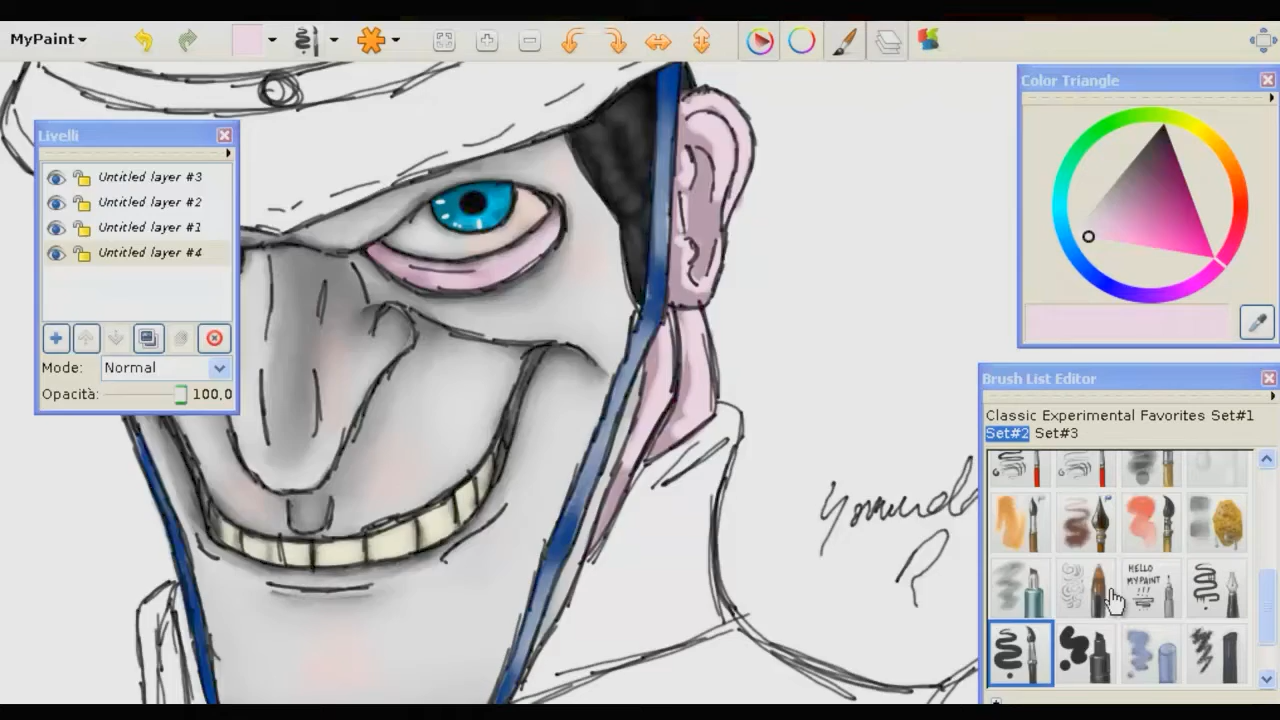 MyPaint
Livelli
Untitled layer #3
Untitled layer #2
Untitled layer #1
Untitled layer #4
Mode: Normal
Opacità: 100,0
Color Triangle
Brush List Editor
Classic Experimental Favorites Set#1
Set#2 Set#3
HELLO
MYPAINT
!!!